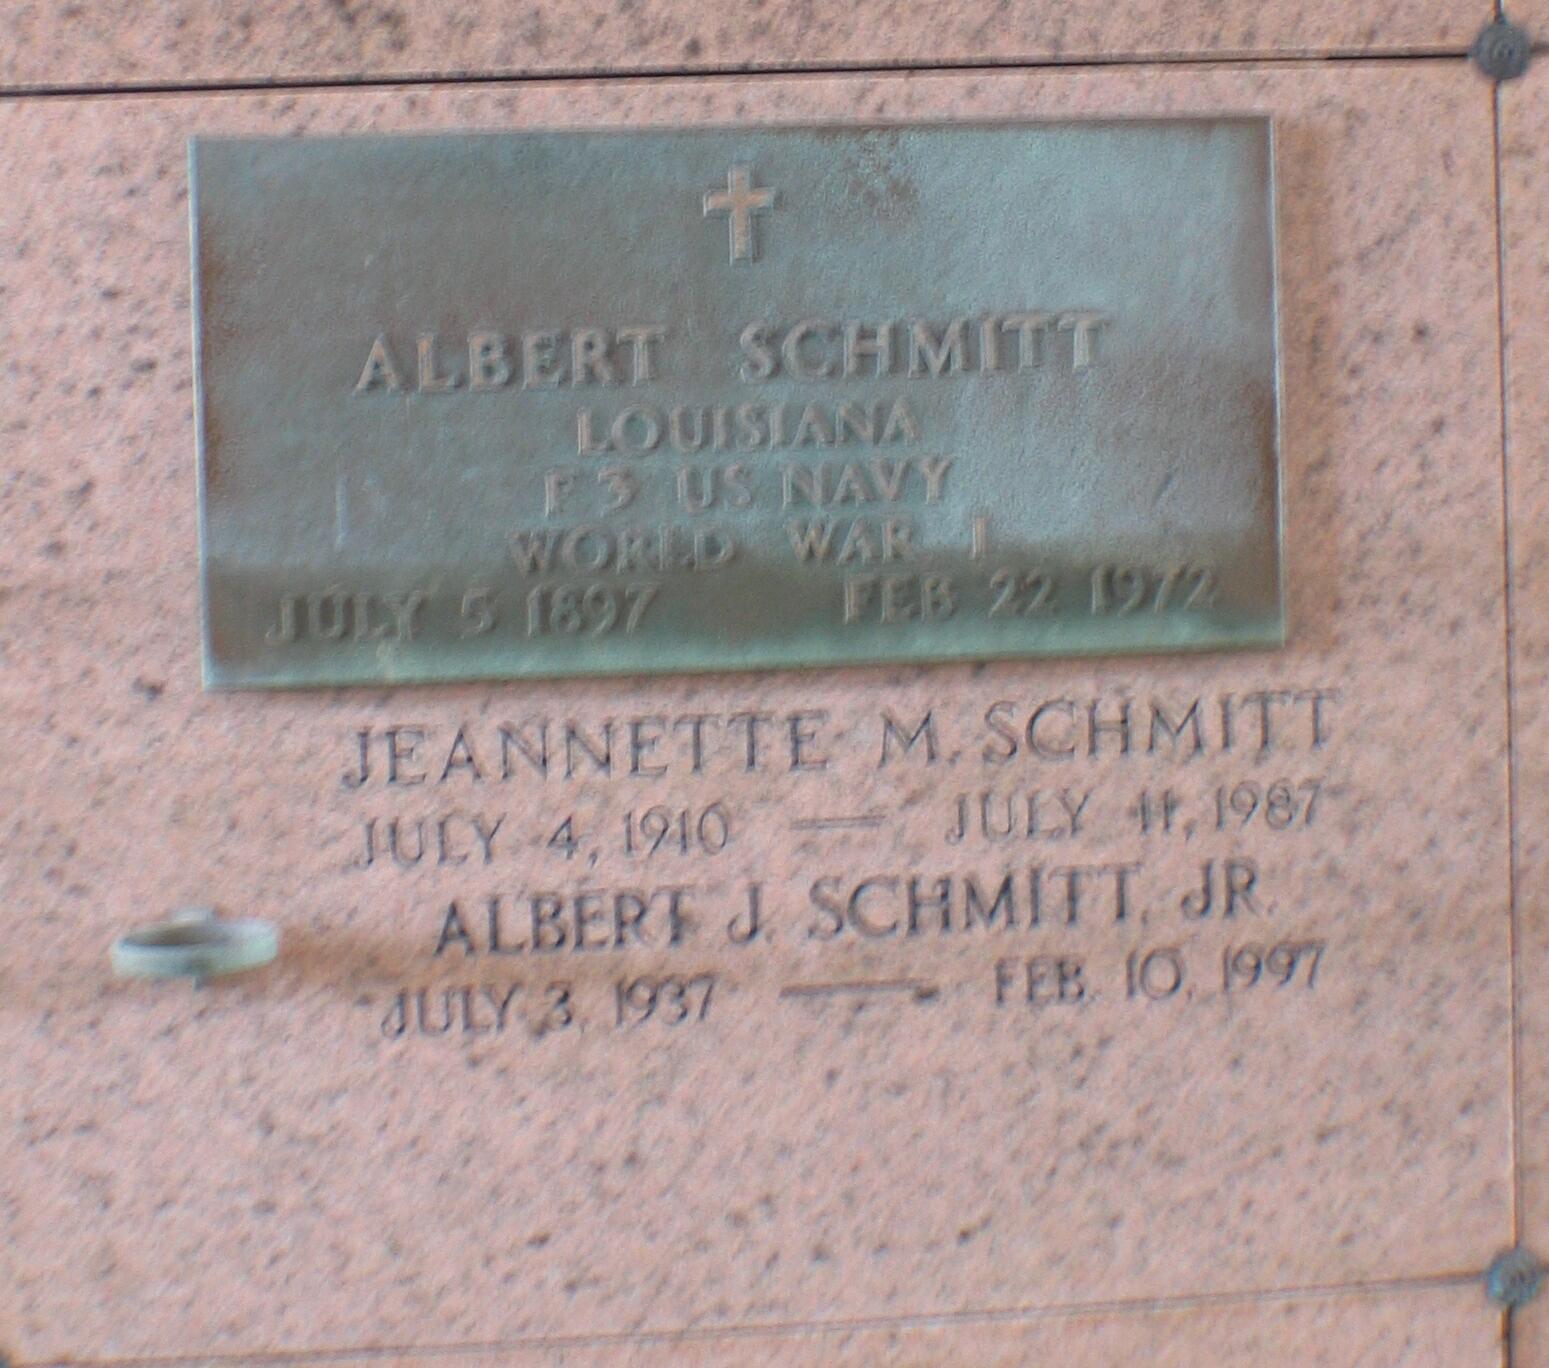 ALBERT SCHMITT
LOUISIANA
F3 US NAVY
WORLD WAR I
JULY 5 1897 FEB 22 1972
JEANNETTE M. SCHMITT
JULY 4, 1910 — JULY 11, 1987
ALBERT J. SCHMITT, JR.
JULY 3, 1937 — FEB. 10, 1997